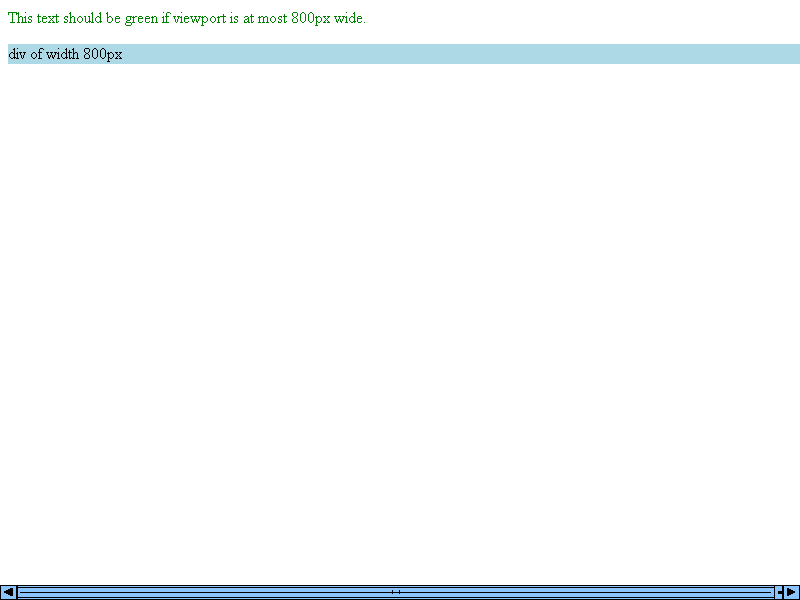 This text should be green if viewport is at most 800px wide.
div of width 800px